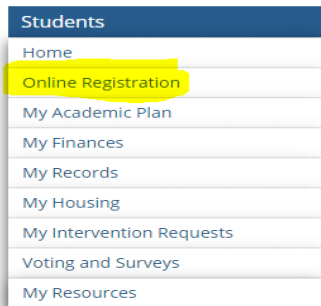 Students
Home
Online Registration
My Academic Plan
My Finances
My Records
My Housing
My Intervention Requests
Voting and Surveys
My Resources